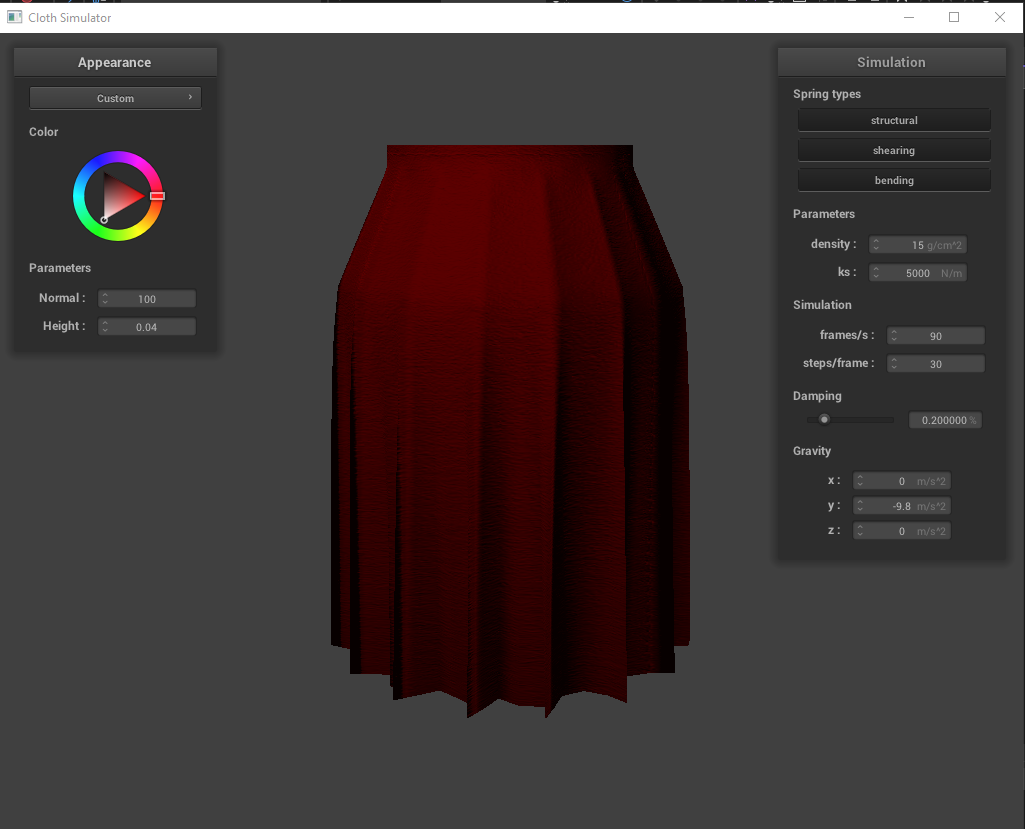 Cloth Simulator
Appearance
Custom
Color
Parameters
Normal :
100
Height :
0.04
Simulation
Spring types
structural
shearing
bending
Parameters
density :
15 g/cm^2
ks :
5000 N/m
Simulation
frames/s :
90
steps/frame :
30
Damping
0.200000 %
Gravity
x :
0 m/s^2
y :
-9.8 m/s^2
z :
0 m/s^2